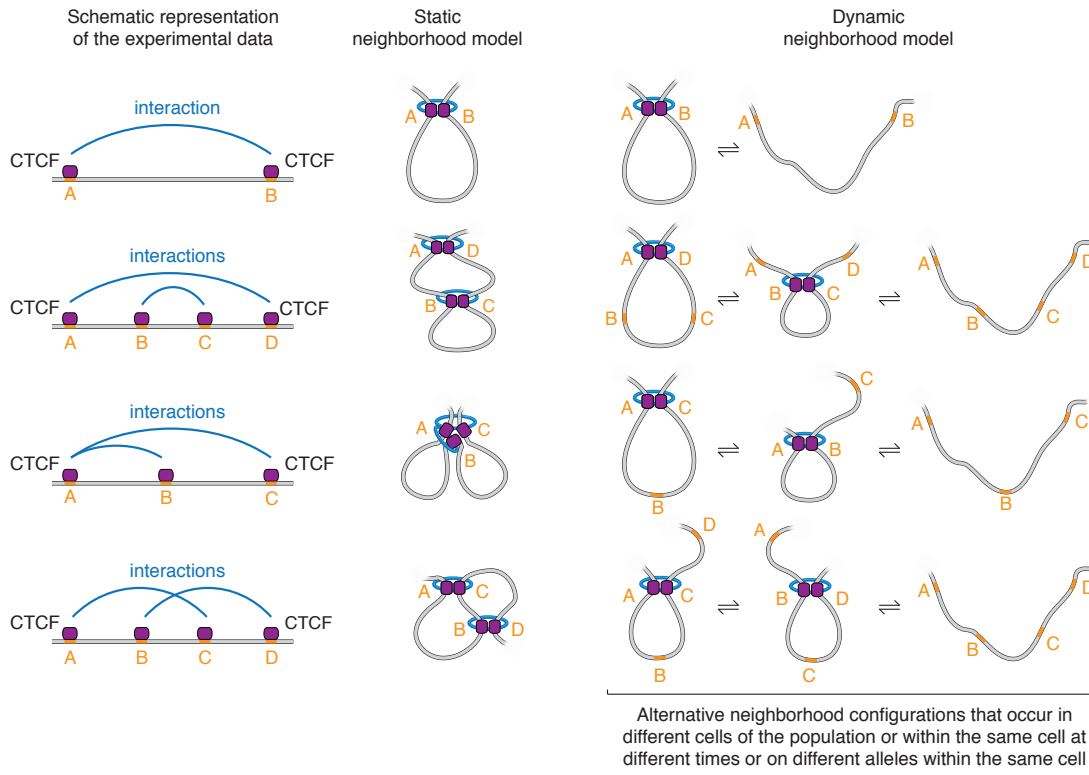 Schematic representation
of the experimental data
Static
neighborhood model
Dynamic
neighborhood model
interaction
CTCF
CTCF
A
B
A
B
A
B
A
B
interactions
CTCF
CTCF
A
B
C
D
A
D
B
C
A
D
B
C
A
D
B
C
A
D
B
C
interactions
CTCF
CTCF
A
B
C
A
C
B
A
C
B
C
A
B
A
C
B
interactions
CTCF
CTCF
A
B
C
D
A
C
B
D
D
A
C
B
A
B
D
C
A
D
B
C
Alternative neighborhood configurations that occur in
different cells of the population or within the same cell at
different times or on different alleles within the same cell